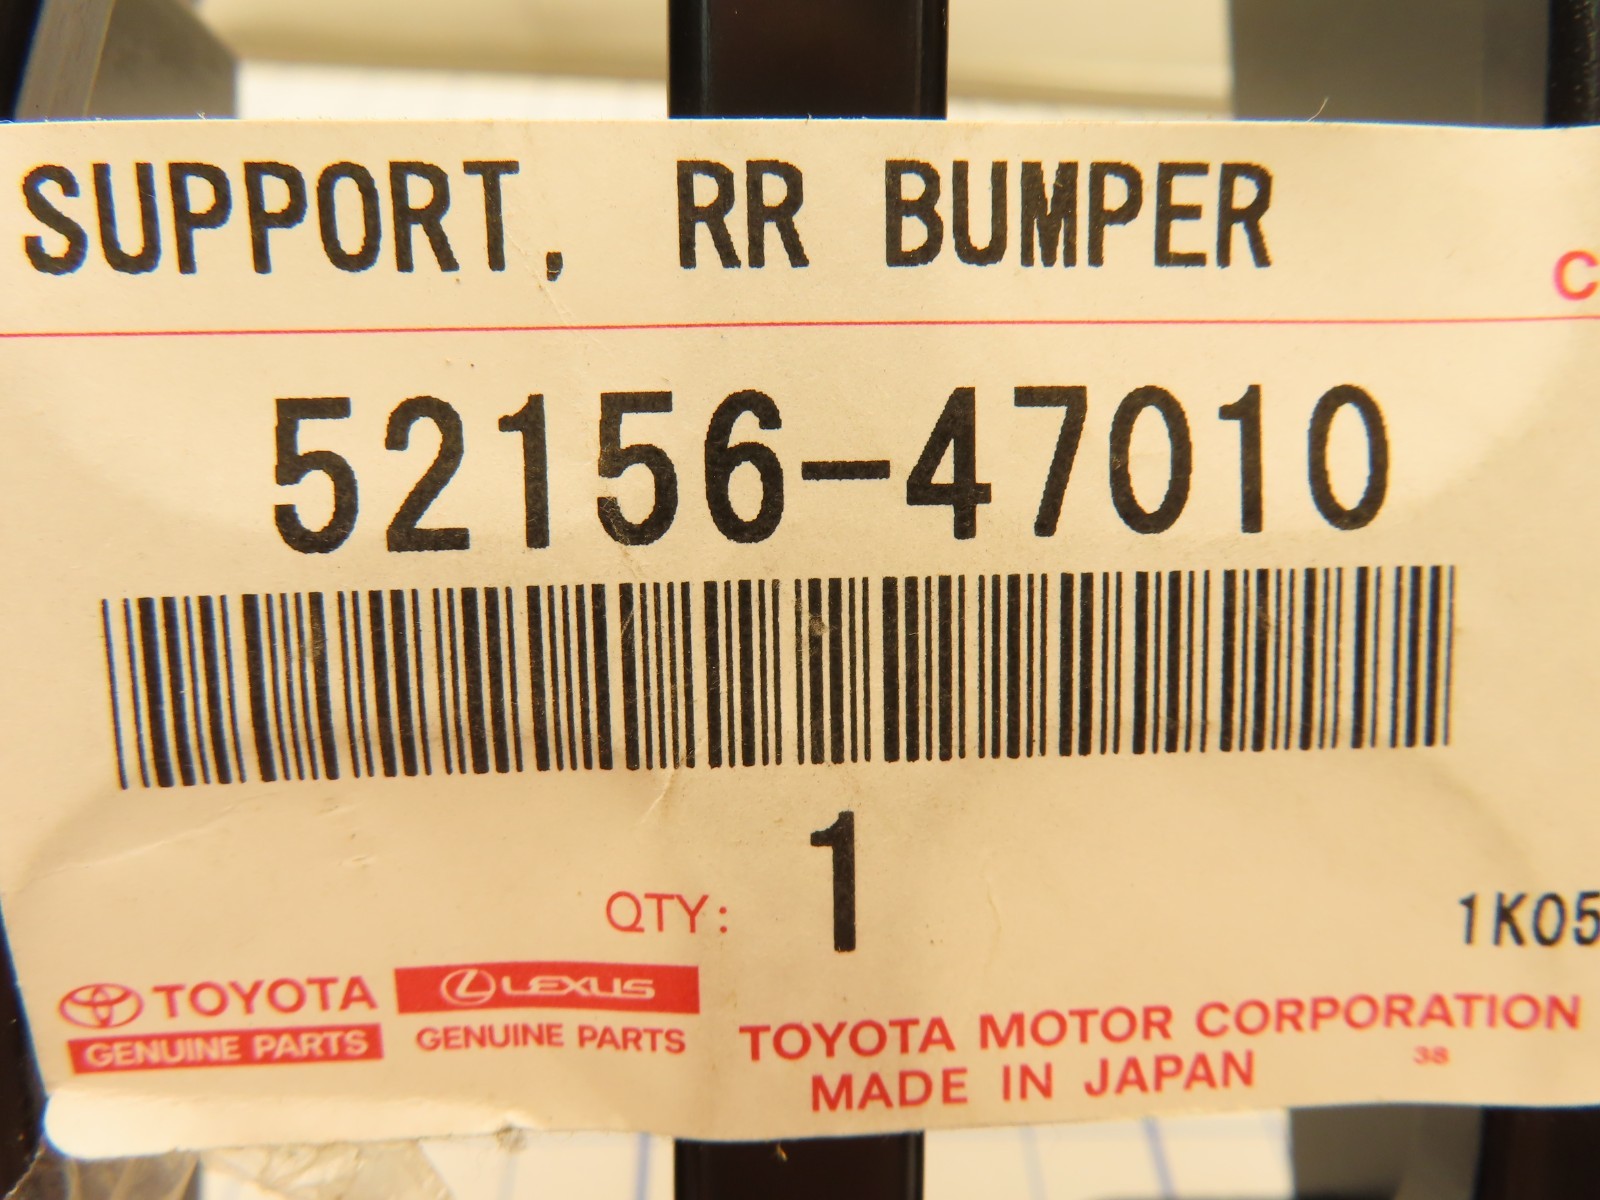 SUPPORT, RR BUMPER
C
52156-47010
1
QTY:
1K05
TOYOTA
GENUINE PARTS
LEXUS
GENUINE PARTS
TOYOTA MOTOR CORPORATION
MADE IN JAPAN
38